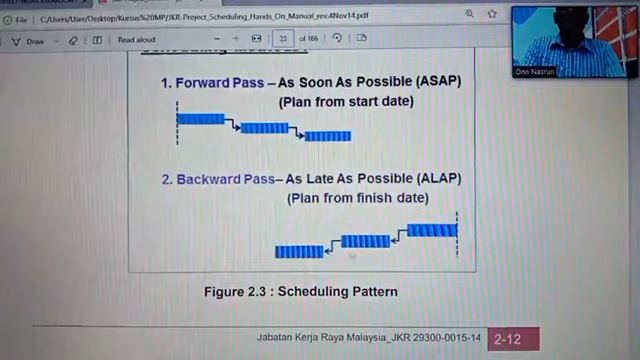 File
C:/Users/User/Desktop/Kursus%20MP/JKR-Project_Scheduling_Hands_On_Manual_rev.4Nov14.pdf
Draw
Read aloud
23
of 166
Onn Nasrun
1. Forward Pass – As Soon As Possible (ASAP)
(Plan from start date)
2. Backward Pass– As Late As Possible (ALAP)
(Plan from finish date)
Figure 2.3 : Scheduling Pattern
Jabatan Kerja Raya Malaysia_JKR 29300-0015-14
2-12